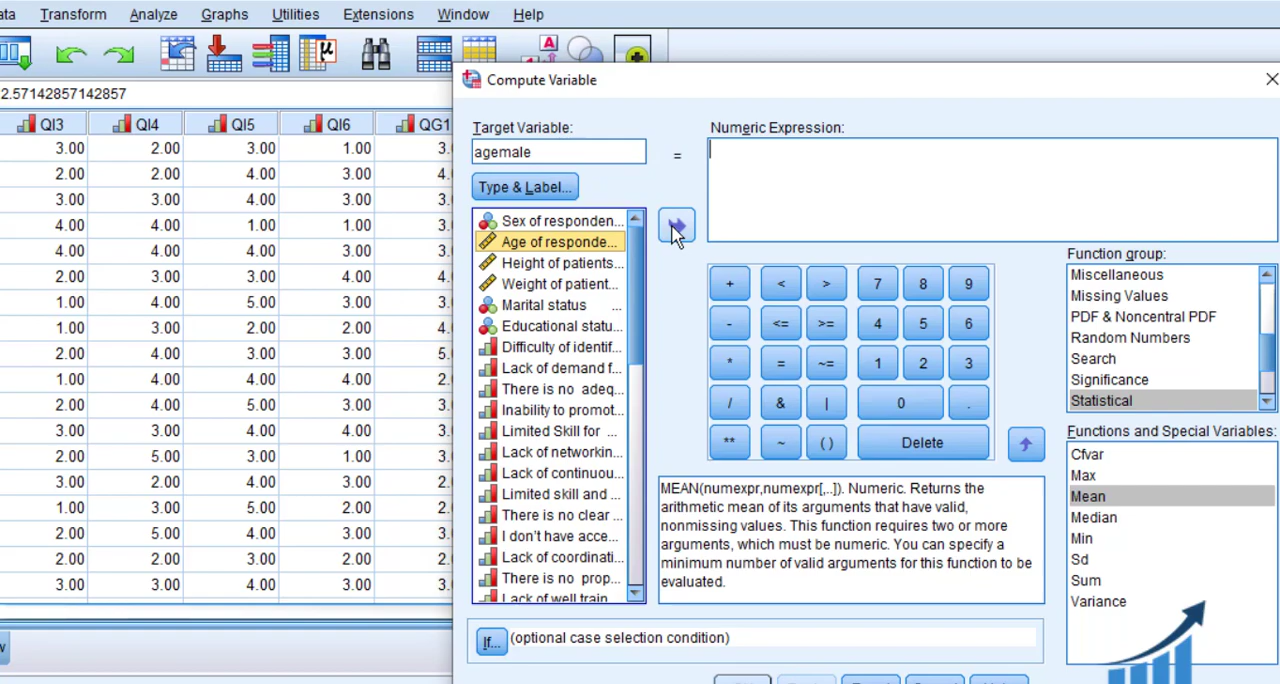 ata Transform Analyze Graphs Utilities Extensions Window Help
2.57142857142857
QI3 QI4 QI5 QI6 QG1
3.00 2.00 3.00 1.00 3.
2.00 2.00 4.00 3.00 4.
3.00 3.00 4.00 3.00
4.00 4.00 1.00 1.00 3.
4.00 4.00 4.00 3.00
2.00 3.00 3.00 4.00 4.
1.00 4.00 5.00 3.00
1.00 3.00 2.00 2.00 4.
2.00 4.00 3.00 3.00 5.
1.00 4.00 4.00 4.00 2.
2.00 4.00 5.00 3.00
3.00 3.00 4.00 4.00
2.00 5.00 3.00 1.00
3.00 2.00 4.00 2.00
1.00 3.00 5.00 2.00
2.00 5.00 4.00 3.00
2.00 2.00 3.00 2.00
3.00 3.00 4.00 3.00
Compute Variable
Target Variable:
agemale
=
Numeric Expression:
Type & Label...
Sex of responden...
Age of responde...
Height of patients...
Weight of patient...
Marital status ...
Educational statu...
Difficulty of identif...
Lack of demand f...
There is no adeq...
Inability to promot...
Limited Skill for ...
Lack of networkin...
Lack of continuou...
Limited skill and ...
There is no clear ...
I don't have acce...
Lack of coordinati...
There is no prop...
Lack of well train...
+ < > 7 8 9
- <= >= 4 5 6
* = ~= 1 2 3
/ & | 0 .
** ~ () Delete
MEAN(numexpr,numexpr[,..]). Numeric. Returns the
arithmetic mean of its arguments that have valid,
nonmissing values. This function requires two or more
arguments, which must be numeric. You can specify a
minimum number of valid arguments for this function to be
evaluated.
Function group:
Miscellaneous
Missing Values
PDF & Noncentral PDF
Random Numbers
Search
Significance
Statistical
Functions and Special Variables:
Cfvar
Max
Mean
Median
Min
Sd
Sum
Variance
If... (optional case selection condition)